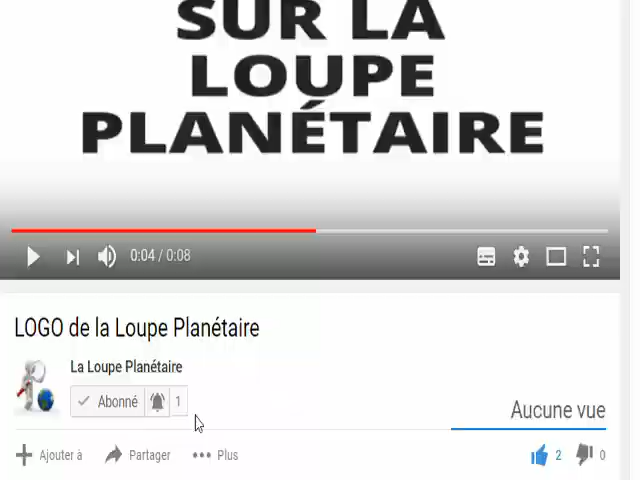 SUR LA
LOUPE
PLANÉTAIRE
0:04 / 0:08
LOGO de la Loupe Planétaire
La Loupe Planétaire
Abonné 1
Aucune vue
Ajouter à Partager Plus 2 0